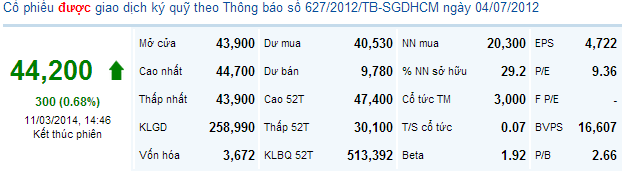 Cổ phiếu được giao dịch ký quỹ theo Thông báo số 627/2012/TB-SGDHCM ngày 04/07/2012
44,200
300 (0.68%)
11/03/2014, 14:46
Kết thúc phiên
Mở cửa 43,900 Dư mua 40,530 NN mua 20,300 EPS 4,722
Cao nhất 44,700 Dư bán 9,780 % NN sở hữu 29.2 P/E 9.36
Thấp nhất 43,900 Cao 52T 47,400 Cổ tức TM 3,000 F P/E -
KLGD 258,990 Thấp 52T 30,100 T/S cổ tức 0.07 BVPS 16,607
Vốn hóa 3,672 KLBQ 52T 513,392 Beta 1.92 P/B 2.66